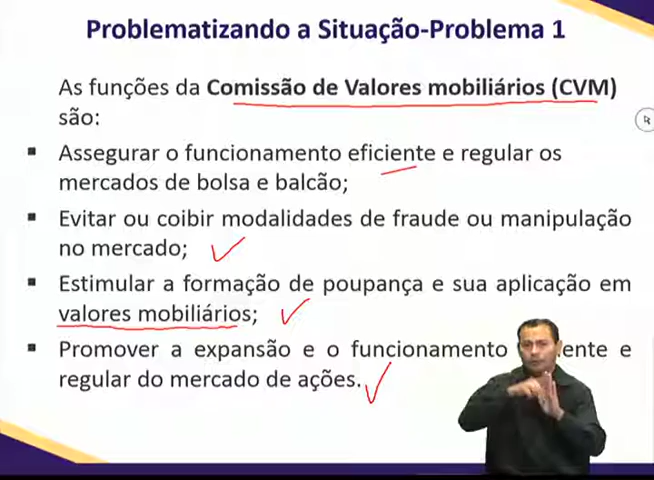 Problematizando a Situação-Problema 1
As funções da Comissão de Valores mobiliários (CVM)
são:
▪ Assegurar o funcionamento eficiente e regular os
mercados de bolsa e balcão;
▪ Evitar ou coibir modalidades de fraude ou manipulação
no mercado;
▪ Estimular a formação de poupança e sua aplicação em
valores mobiliários;
▪ Promover a expansão e o funcionamento e
regular do mercado de ações.